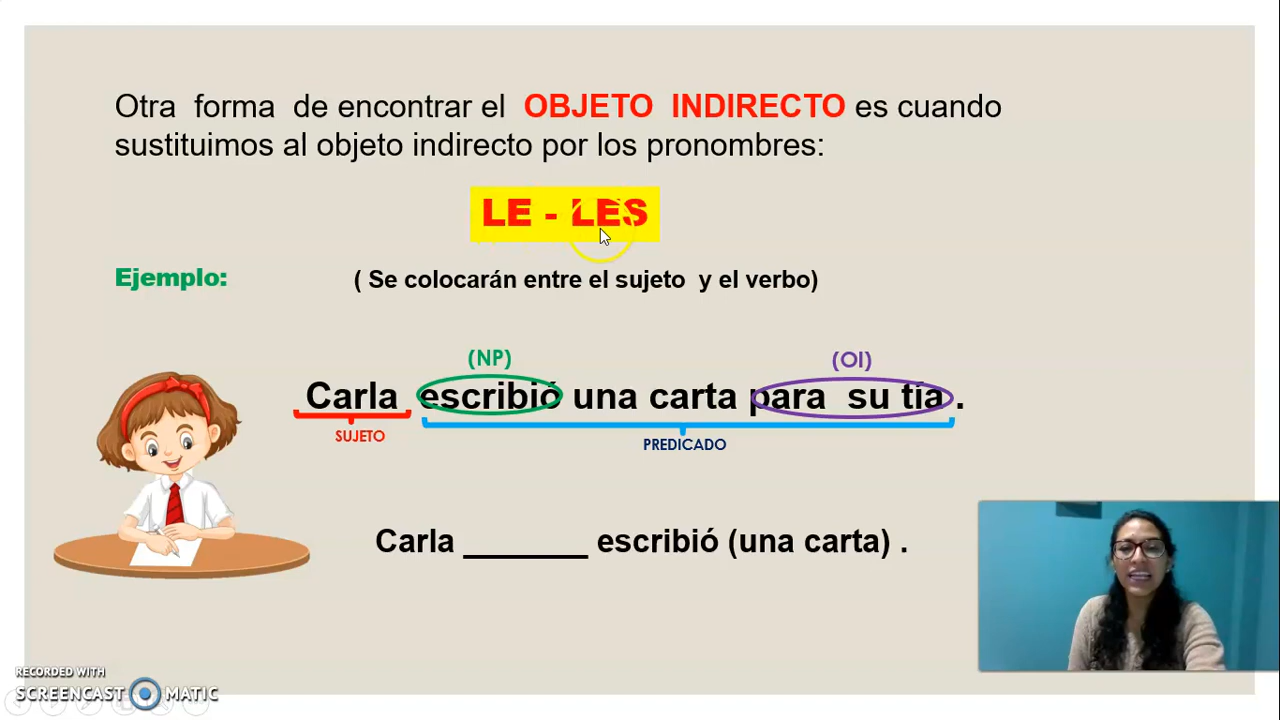 Otra forma de encontrar el OBJETO INDIRECTO es cuando
sustituimos al objeto indirecto por los pronombres:
LE - LES
Ejemplo: ( Se colocarán entre el sujeto y el verbo)
(NP) (OI)
Carla escribió una carta para su tía .
SUJETO PREDICADO
Carla _______ escribió (una carta) .
RECORDED WITH
SCREENCAST MATIC